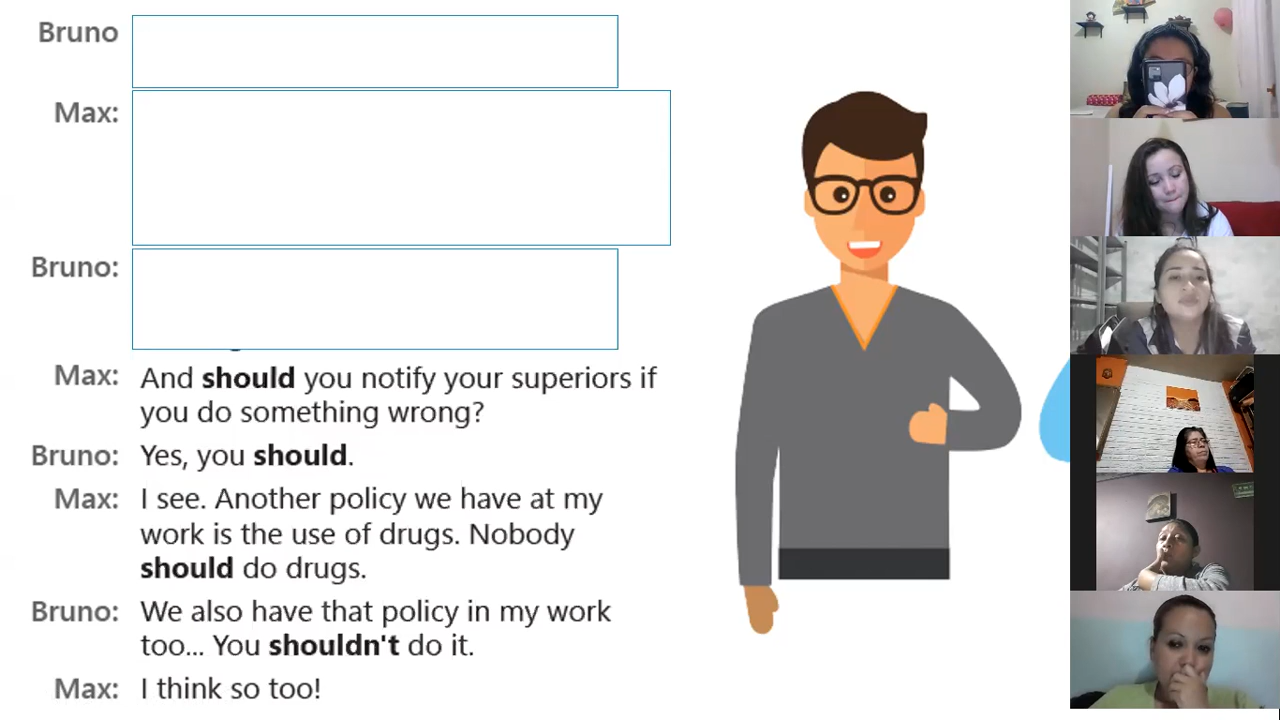 Bruno
Max:
Bruno:
Max: And should you notify your superiors if
you do something wrong?
Bruno: Yes, you should.
Max: I see. Another policy we have at my
work is the use of drugs. Nobody
should do drugs.
Bruno: We also have that policy in my work
too... You shouldn't do it.
Max: I think so too!